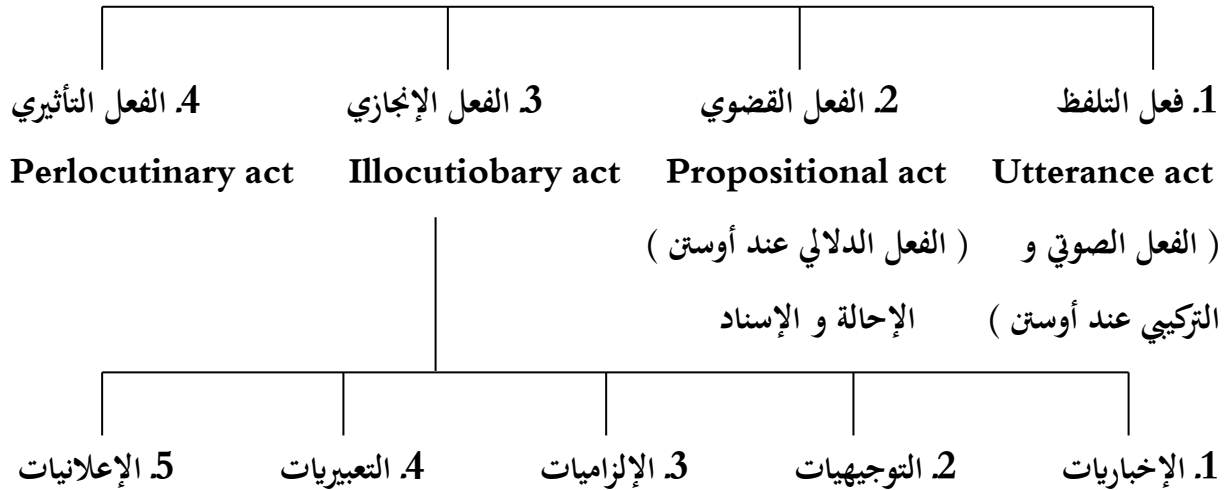 1. فعل التلفظ 2. الفعل القضوي 3. الفعل الإنجازي 4. الفعل التأثيري
Perlocutinary act Illocutiobary act Propositional act Utterance act
( الفعل الصوتي و ( الفعل الدلالي عند أوستن )
التركيبي عند أوستن ) الإحالة و الإسناد
1. الإخباريات 2. التوجيهيات 3. الإلزاميات 4. التعبيريات 5. الإعلانيات